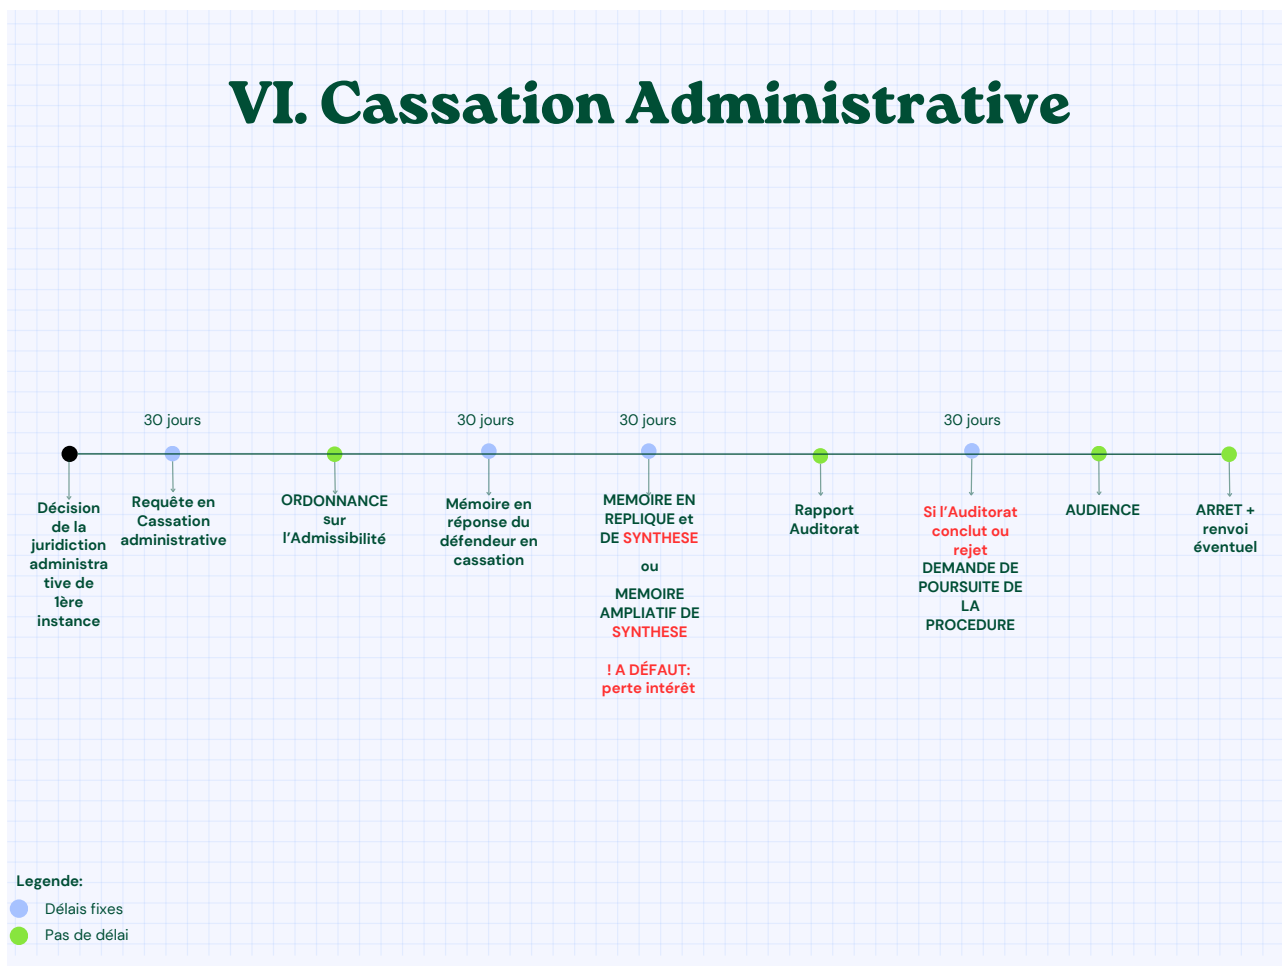 VI. Cassation Administrative
30 jours
30 jours
30 jours
30 jours
Décision
de la
juridiction
administra
tive de
1ère
instance
Requête en
Cassation
administrative
ORDONNANCE
sur
l'Admissibilité
Mémoire en
réponse du
défendeur en
cassation
MEMOIRE EN
REPLIQUE et
DE SYNTHESE
ou
MEMOIRE
AMPLIATIF DE
SYNTHESE
! A DÉFAUT:
perte intérêt
Rapport
Auditorat
Si l'Auditorat
conclut ou
rejet
DEMANDE DE
POURSUITE DE
LA
PROCEDURE
AUDIENCE
ARRET +
renvoi
éventuel
Legende:
Délais fixes
Pas de délai